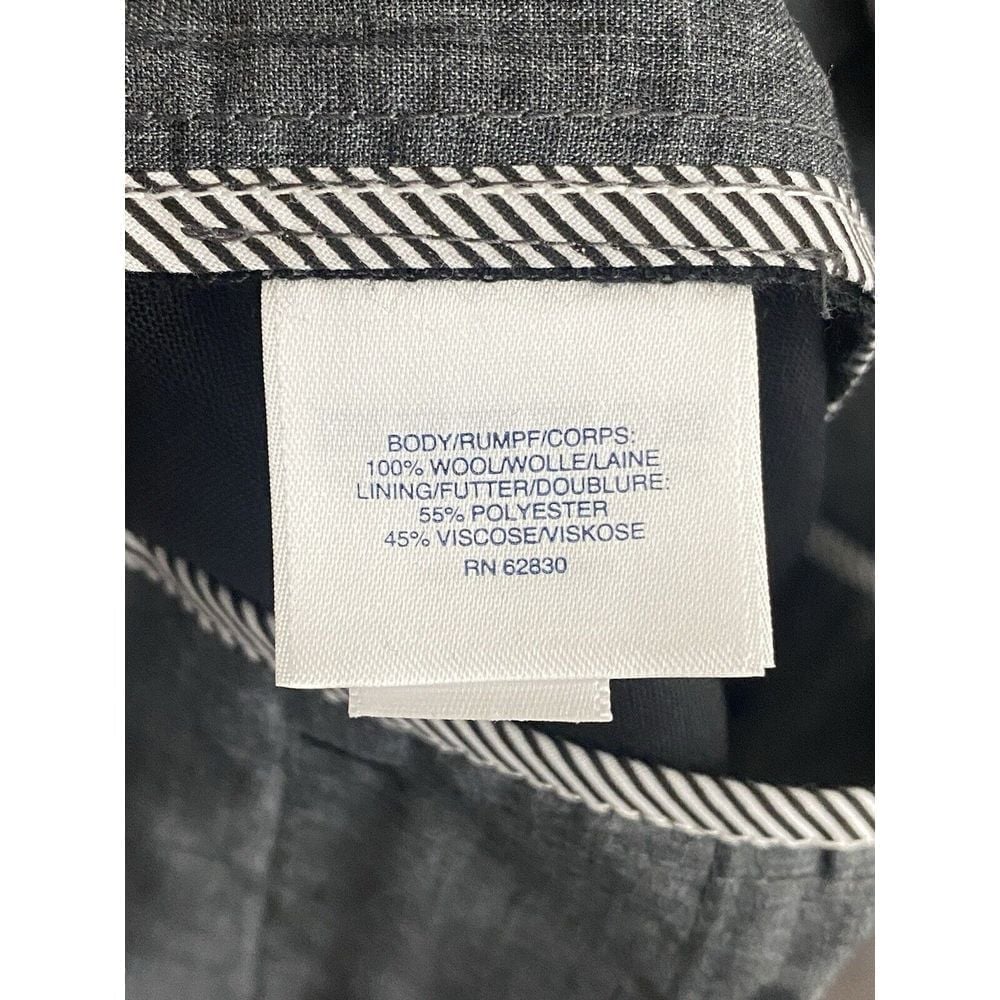 BODY/RUMPF/CORPS:
100% WOOL/WOLLE/LAINE
LINING/FUTTER/DOUBLURE:
55% POLYESTER
45% VISCOSE/VISKOSE
RN 62830